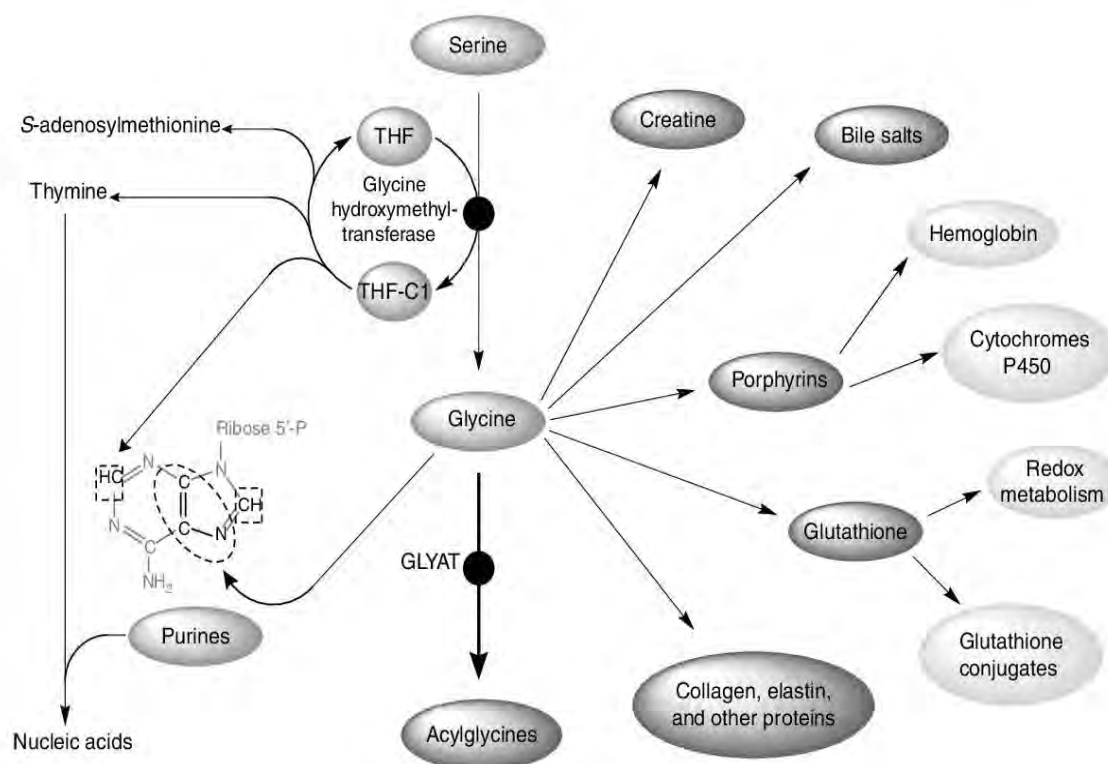 Serine
S-adenosylmethionine
THF
Creatine
Bile salts
Thymine
Glycine
hydroxymethyl-
transferase
Hemoglobin
THF-C1
Cytochromes
P450
Porphyrins
Glycine
Ribose 5'-P
HC
N
N
C
CH
N
C
N
C
NH2
Redox
metabolism
Glutathione
GLYAT
Purines
Glutathione
conjugates
Collagen, elastin,
and other proteins
Acylglycines
Nucleic acids